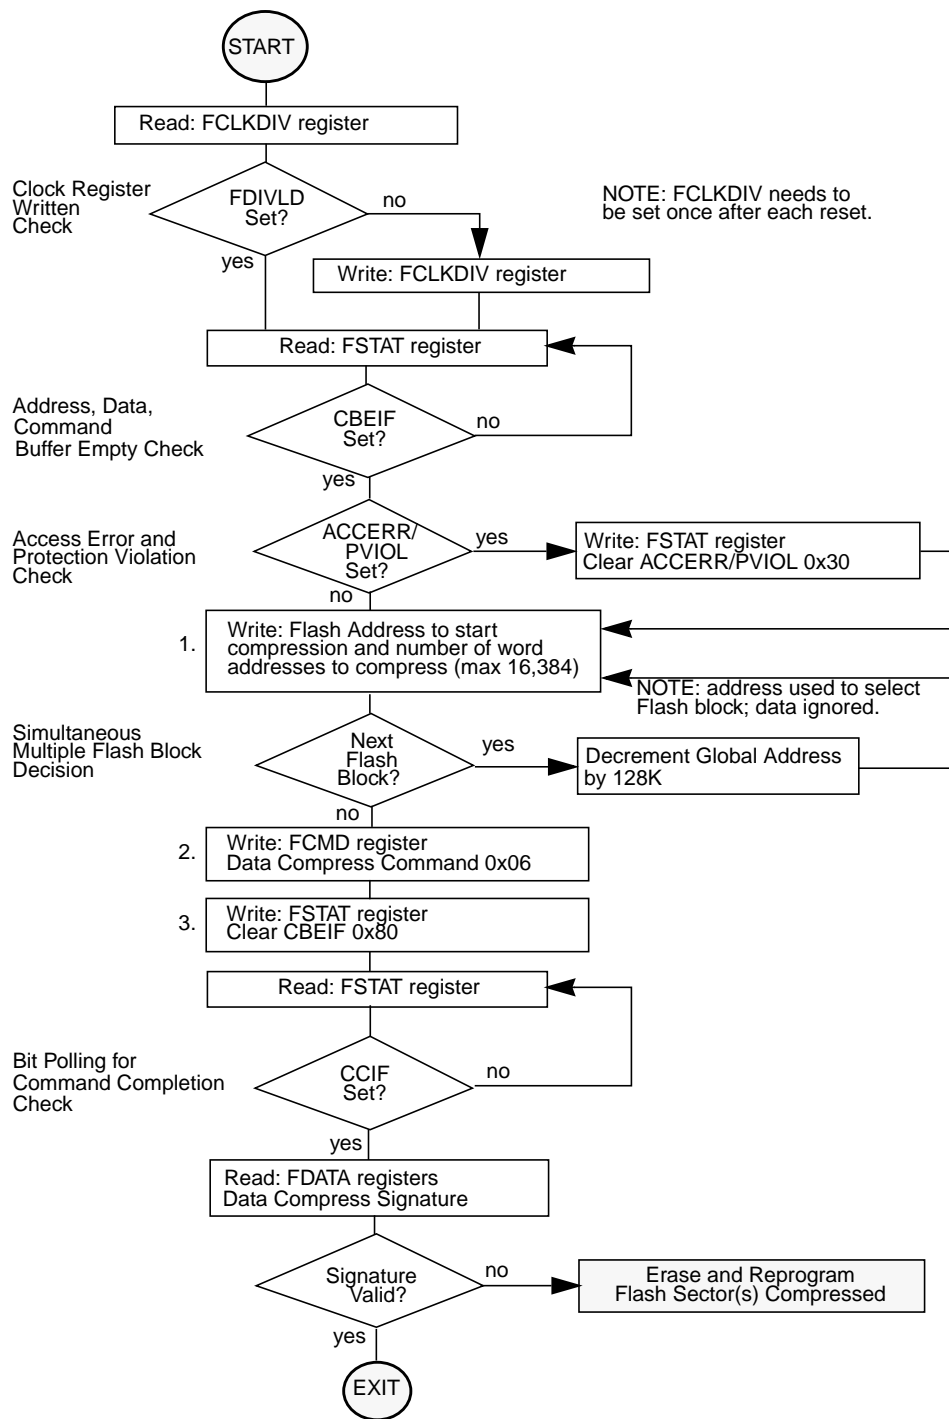 START
Read: FCLKDIV register
Clock Register
Written
Check
FDIVLD
Set?
no
yes
NOTE: FCLKDIV needs to
be set once after each reset.
Write: FCLKDIV register
Read: FSTAT register
Address, Data,
Command
Buffer Empty Check
CBEIF
Set?
no
yes
Access Error and
Protection Violation
Check
ACCERR/
PVIOL
Set?
yes
no
Write: FSTAT register
Clear ACCERR/PVIOL 0x30
1.
Write: Flash Address to start
compression and number of word
addresses to compress (max 16,384)
NOTE: address used to select
Flash block; data ignored.
Simultaneous
Multiple Flash Block
Decision
Next
Flash
Block?
yes
no
Decrement Global Address
by 128K
2.
Write: FCMD register
Data Compress Command 0x06
3.
Write: FSTAT register
Clear CBEIF 0x80
Read: FSTAT register
Bit Polling for
Command Completion
Check
CCIF
Set?
no
yes
Read: FDATA registers
Data Compress Signature
Signature
Valid?
no
yes
Erase and Reprogram
Flash Sector(s) Compressed
EXIT